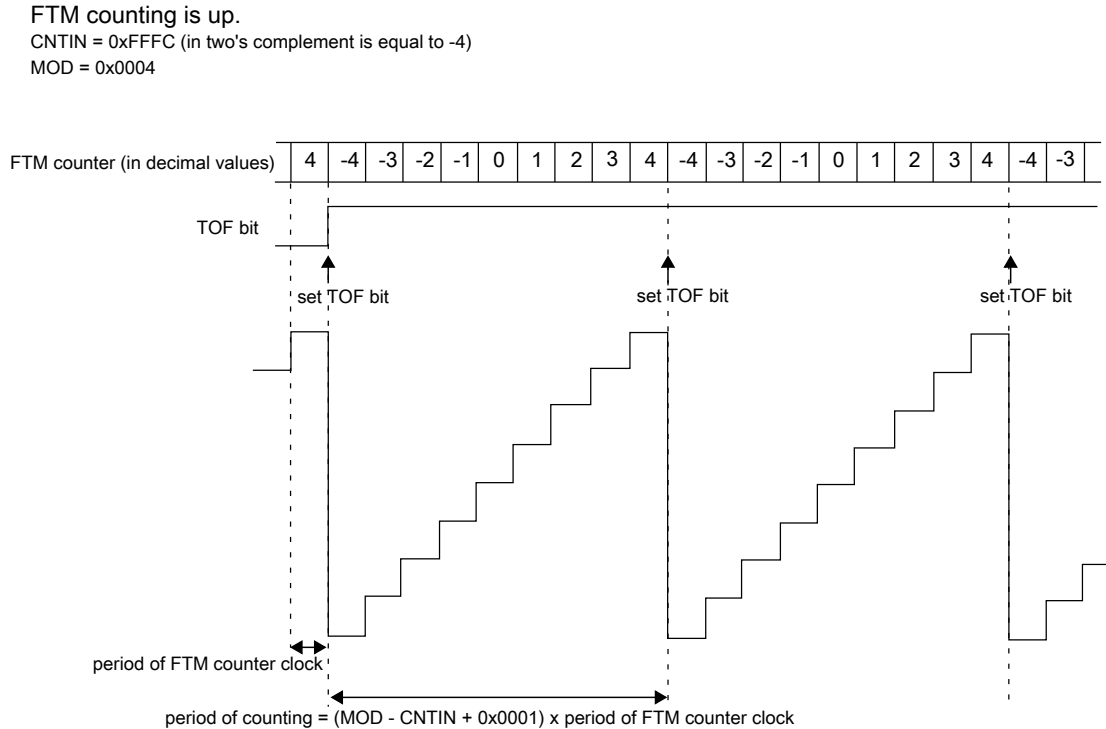 FTM counting is up.
CNTIN = 0xFFFC (in two's complement is equal to -4)
MOD = 0x0004
FTM counter (in decimal values) 4 -4 -3 -2 -1 0 1 2 3 4 -4 -3 -2 -1 0 1 2 3 4 -4 -3
TOF bit
set TOF bit set TOF bit set TOF bit
period of FTM counter clock
period of counting = (MOD - CNTIN + 0x0001) x period of FTM counter clock